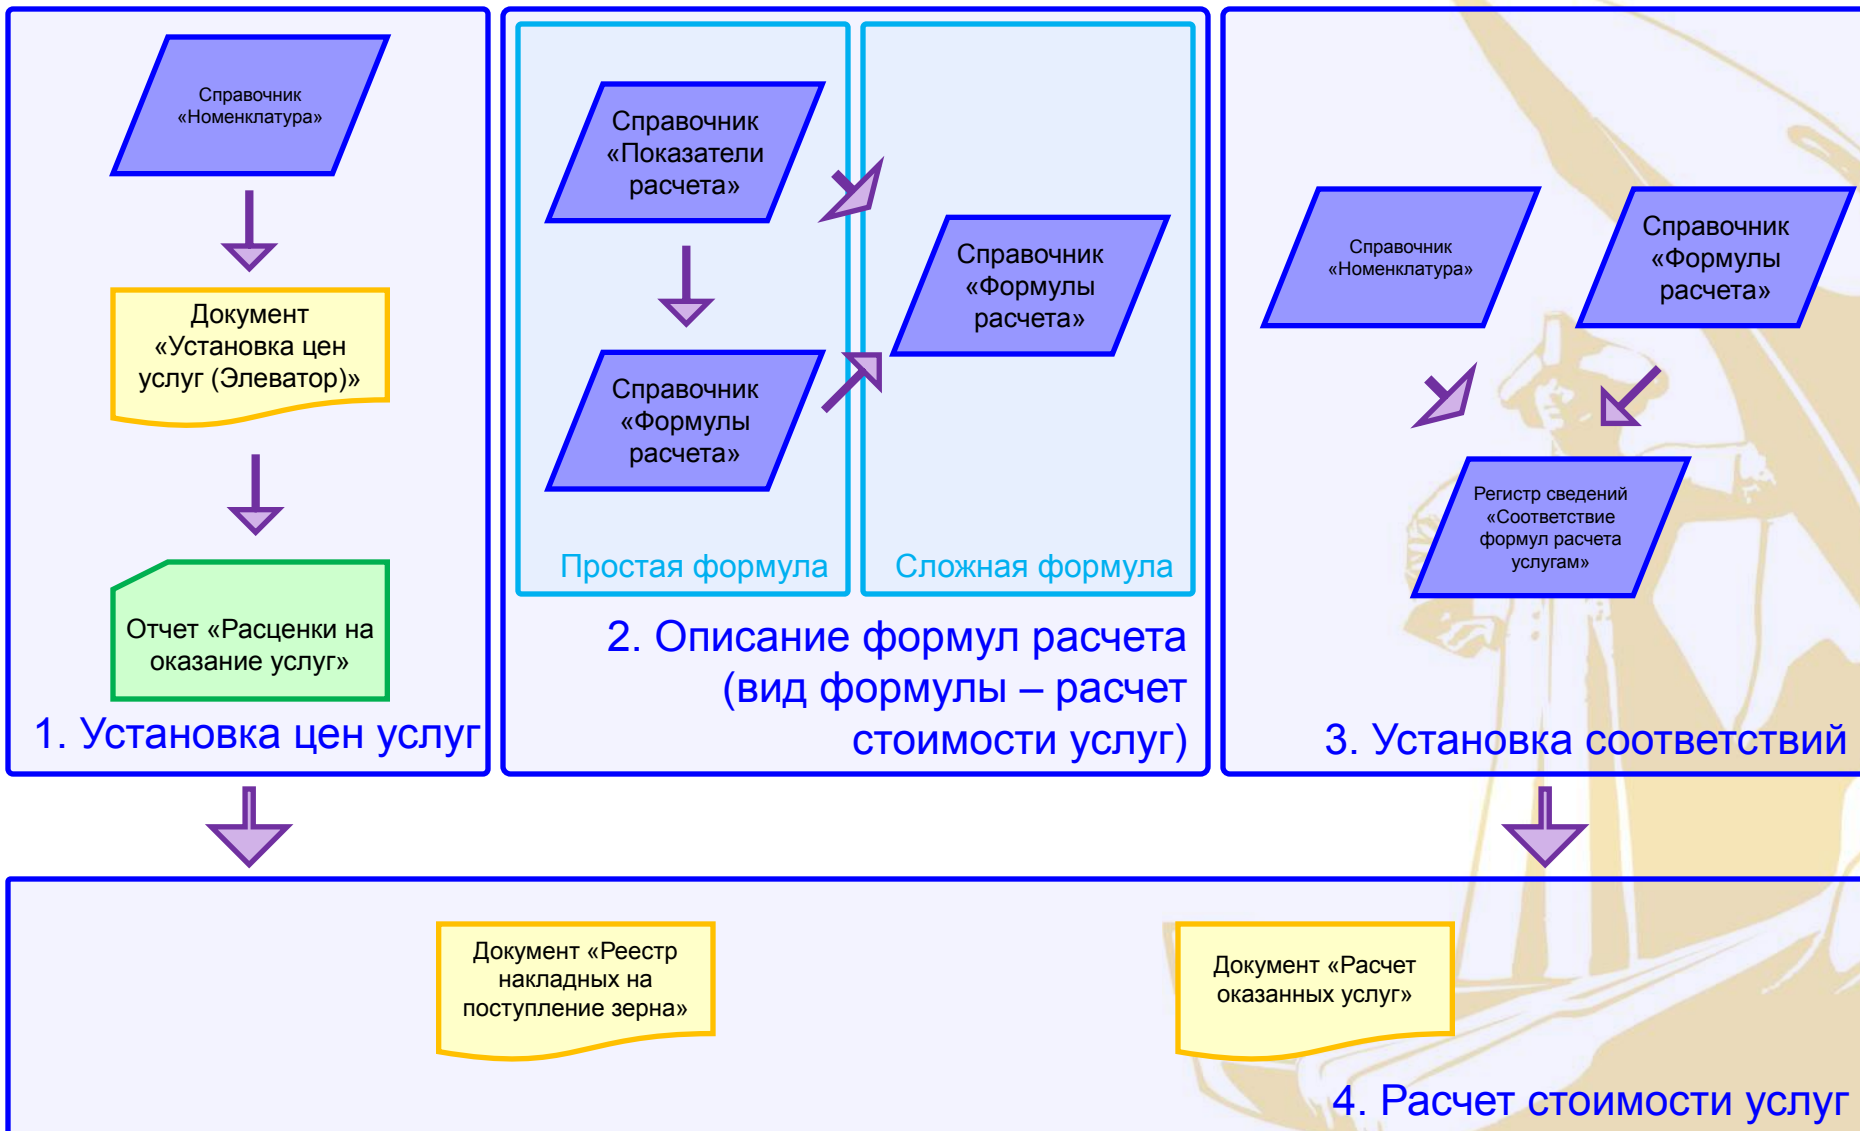 Справочник
«Номенклатура»
Документ
«Установка цен
услуг (Элеватор)»
Отчет «Расценки на
оказание услуг»
1. Установка цен услуг
Справочник
«Показатели
расчета»
Справочник
«Формулы
расчета»
Простая формула
Справочник
«Формулы
расчета»
Сложная формула
2. Описание формул расчета
(вид формулы – расчет
стоимости услуг)
Справочник
«Номенклатура»
Справочник
«Формулы
расчета»
Регистр сведений
«Соответствие
формул расчета
услугам»
3. Установка соответствий
Документ «Реестр
накладных на
поступление зерна»
Документ «Расчет
оказанных услуг»
4. Расчет стоимости услуг